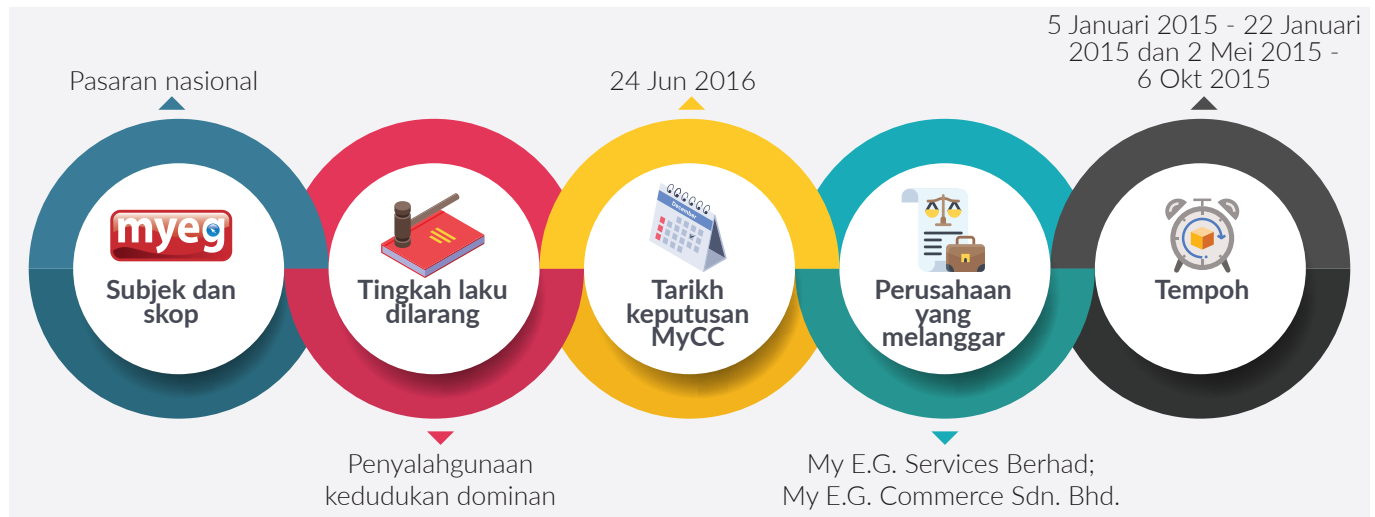 Pasaran nasional
myeg
Subjek dan
skop
Tingkah laku
dilarang
Penyalahgunaan
kedudukan dominan
24 Jun 2016
December
Tarikh
keputusan
MyCC
Perusahaan
yang
melanggar
My E.G. Services Berhad;
My E.G. Commerce Sdn. Bhd.
5 Januari 2015 - 22 Januari
2015 dan 2 Mei 2015 -
6 Okt 2015
Tempoh